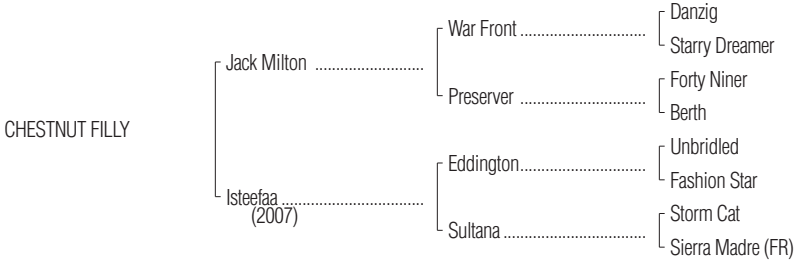 Danzig
War Front ..............................
Starry Dreamer
Jack Milton ..........................
Forty Niner
Preserver ..............................
Berth
CHESTNUT FILLY
Unbridled
Eddington..............................
Fashion Star
Isteefaa ..................................
(2007)
Storm Cat
Sultana ..................................
Sierra Madre (FR)